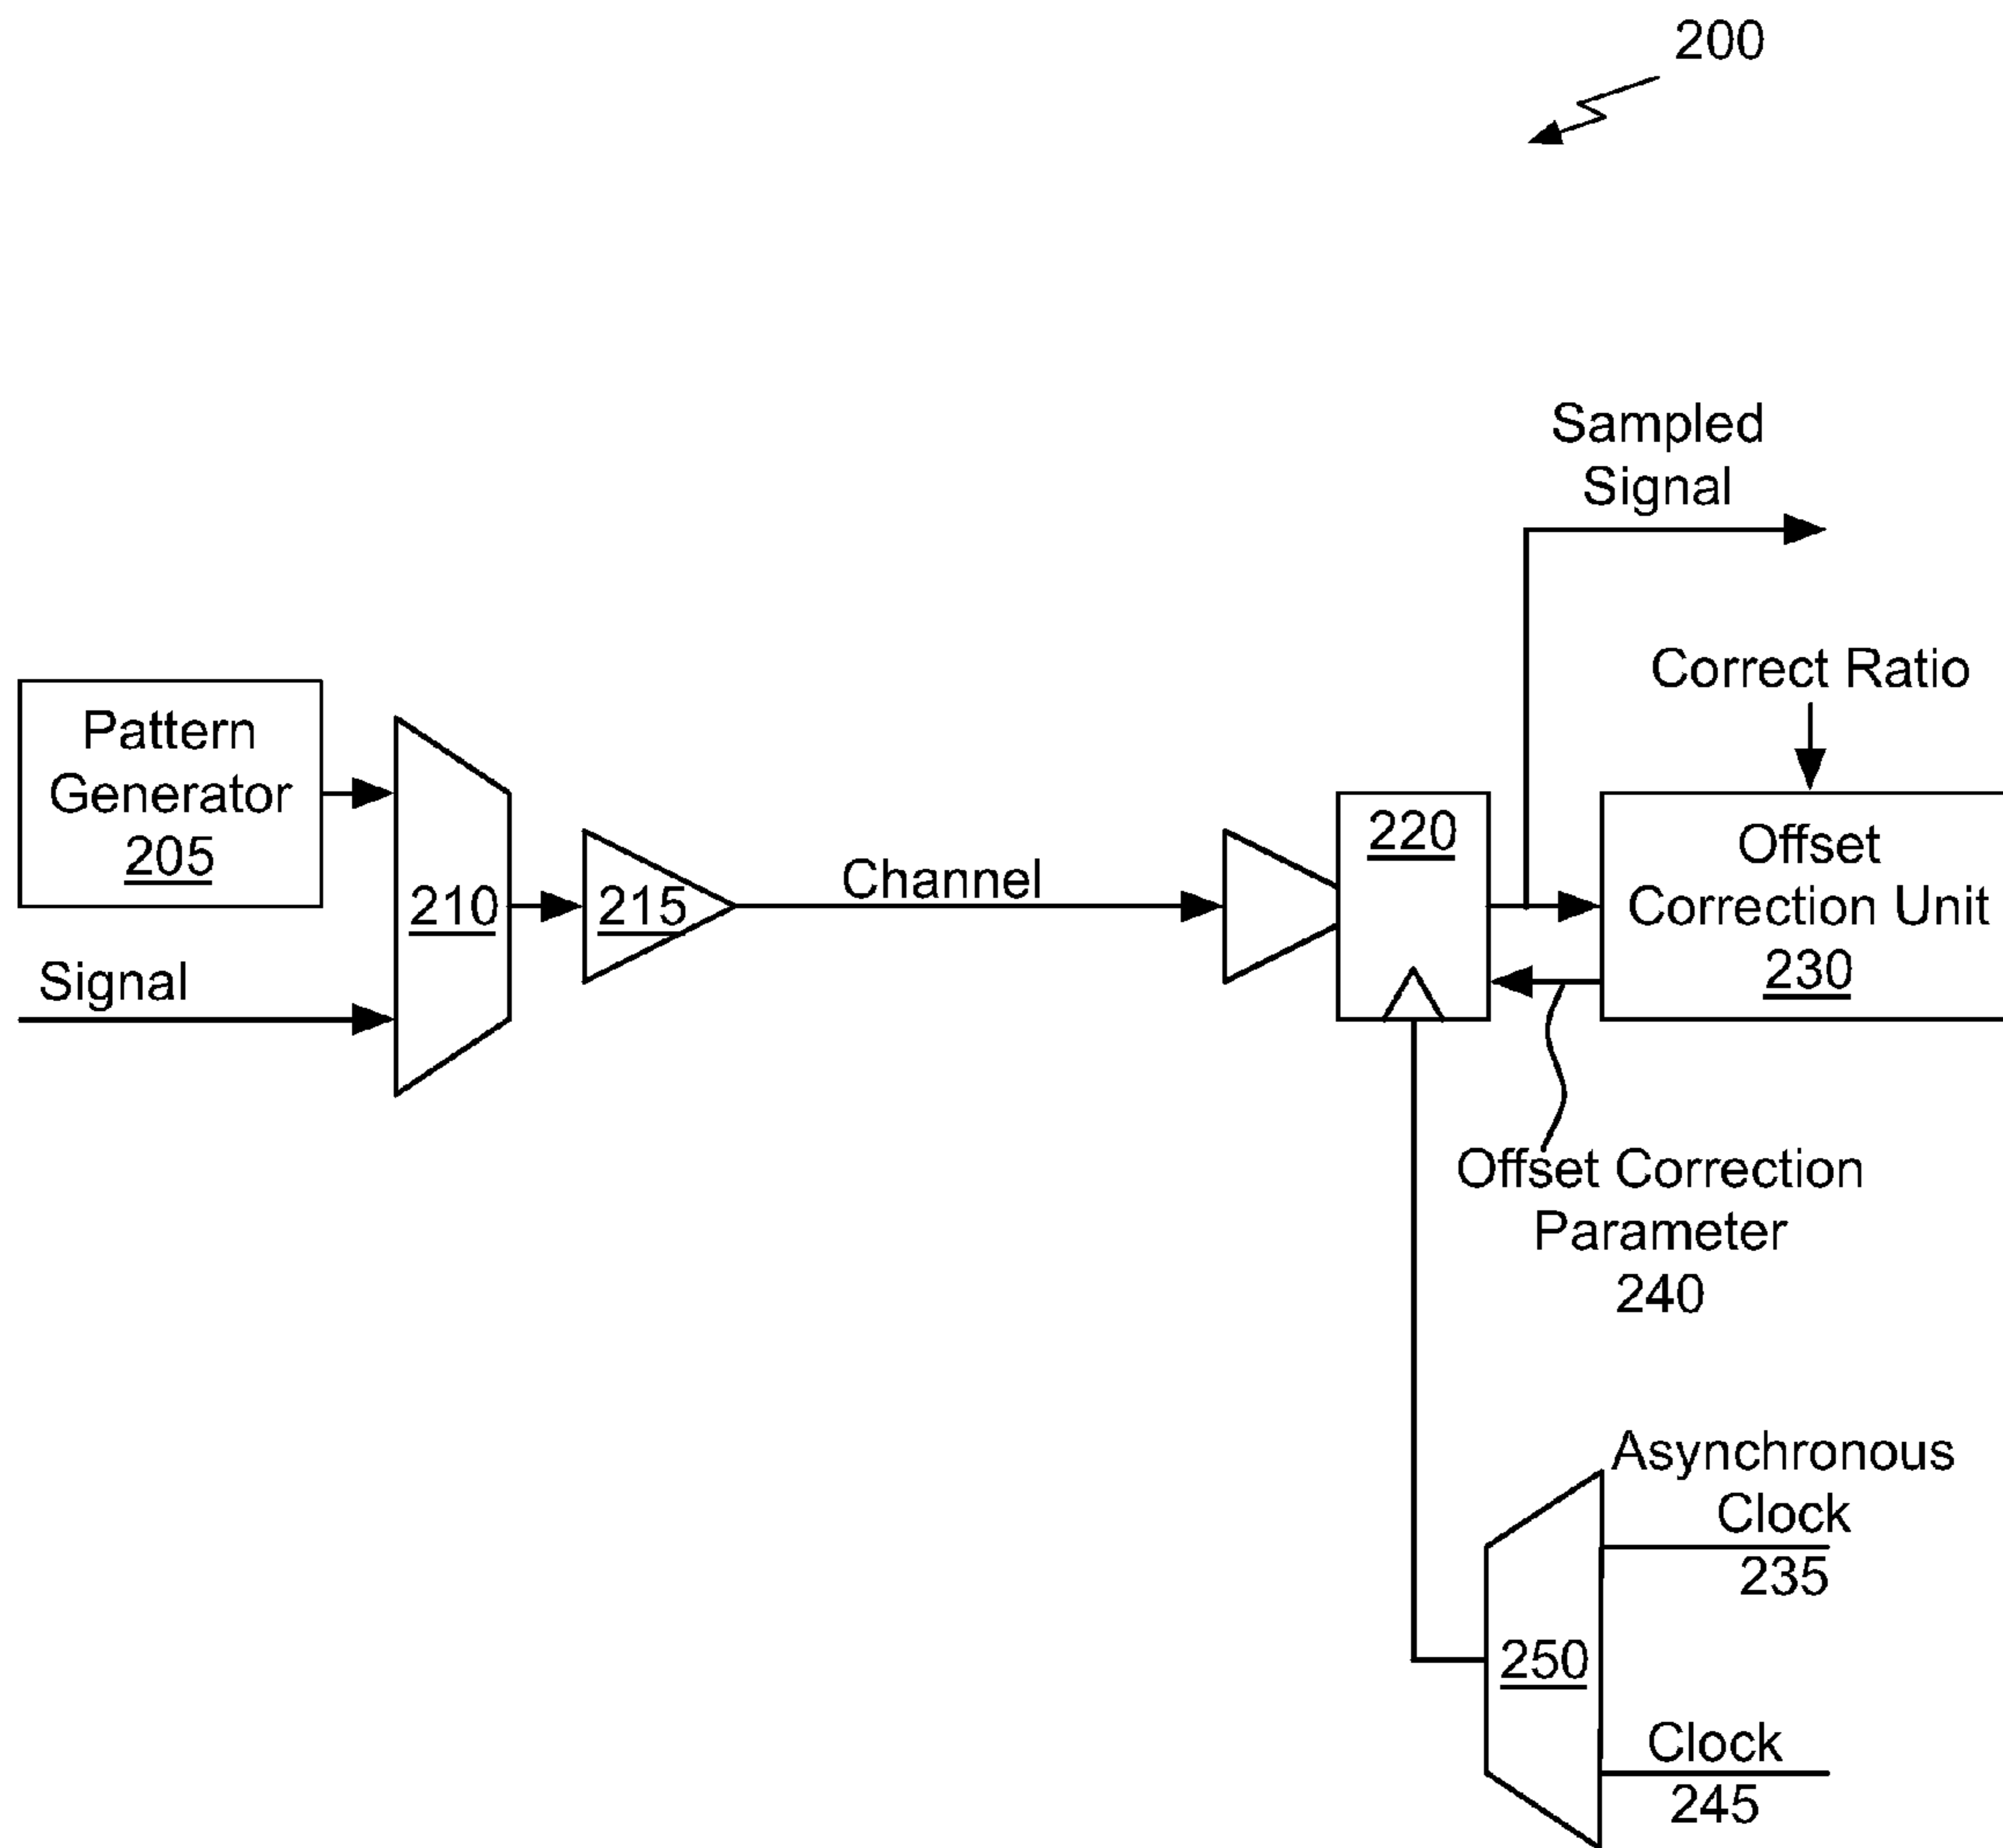 200
Sampled
Signal
Correct Ratio
Pattern
Generator
205
210
215
Channel
220
Offset
Correction Unit
230
Signal
Offset Correction
Parameter
240
Asynchronous
Clock
235
250
Clock
245